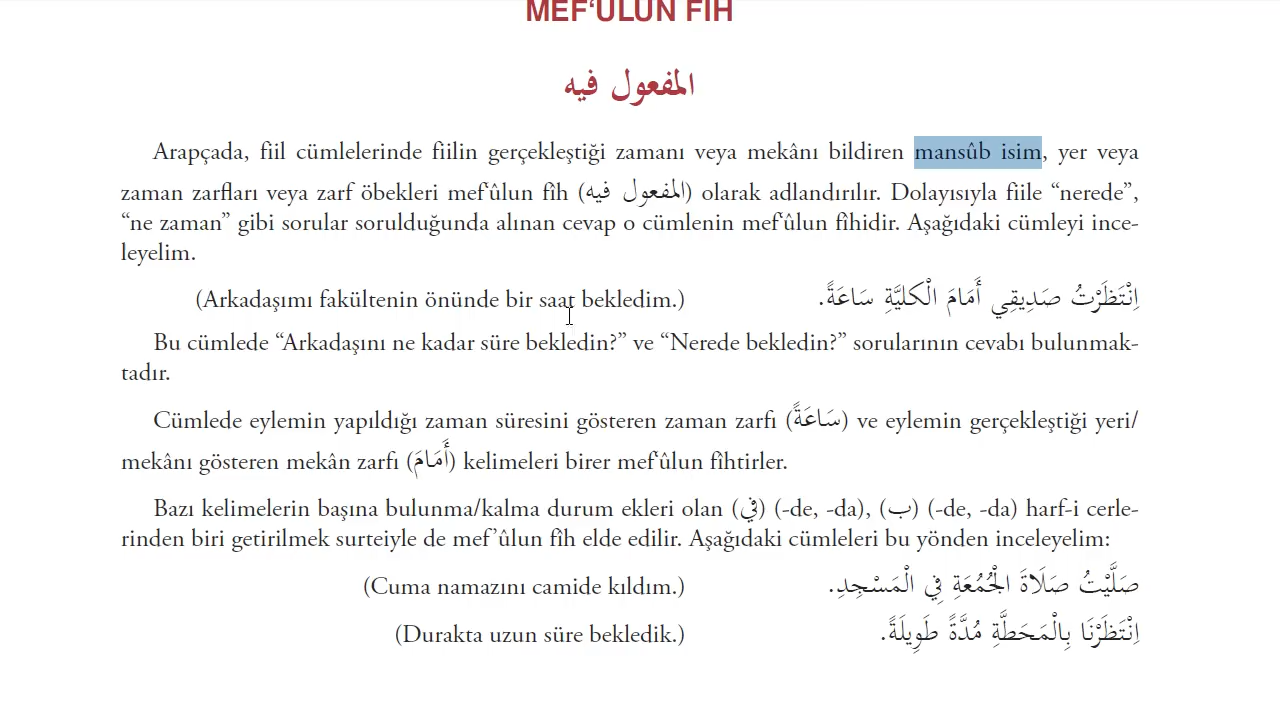 MEF‘ÛLUN FÎH
المفعول فيه
Arapçada, fiil cümlelerinde fiilin gerçekleştiği zamanı veya mekânı bildiren mansûb isim, yer veya
zaman zarfları veya zarf öbekleri mef‘ûlun fîh (المفعول فيه) olarak adlandırılır. Dolayısıyla fiile “nerede”,
“ne zaman” gibi sorular sorulduğunda alınan cevap o cümlenin mef‘ûlun fîhidir. Aşağıdaki cümleyi ince-
leyelim.
(Arkadaşımı fakültenin önünde bir saat bekledim.) اِنْتَظَرْتُ صَدِيقِي أَمَامَ الْكليَّةِ سَاعَةً.
Bu cümlede “Arkadaşını ne kadar süre bekledin?” ve “Nerede bekledin?” sorularının cevabı bulunmak-
tadır.
Cümlede eylemin yapıldığı zaman süresini gösteren zaman zarfı (سَاعَةً) ve eylemin gerçekleştiği yeri/
mekânı gösteren mekân zarfı (أَمَامَ) kelimeleri birer mef‘ûlun fîhtirler.
Bazı kelimelerin başına bulunma/kalma durum ekleri olan (في) (-de, -da), (ب) (-de, -da) harf-i cerle-
rinden biri getirilmek surteiyle de mef’ûlun fîh elde edilir. Aşağıdaki cümleleri bu yönden inceleyelim:
(Cuma namazını camide kıldım.) صَلَّيْتُ صَلَاةَ الْجُمُعَةِ فِي الْمَسْجِدِ.
(Durakta uzun süre bekledik.) اِنْتَظَرْنَا بِالْمَحَطَّةِ مُدَّةً طَوِيلَةً.